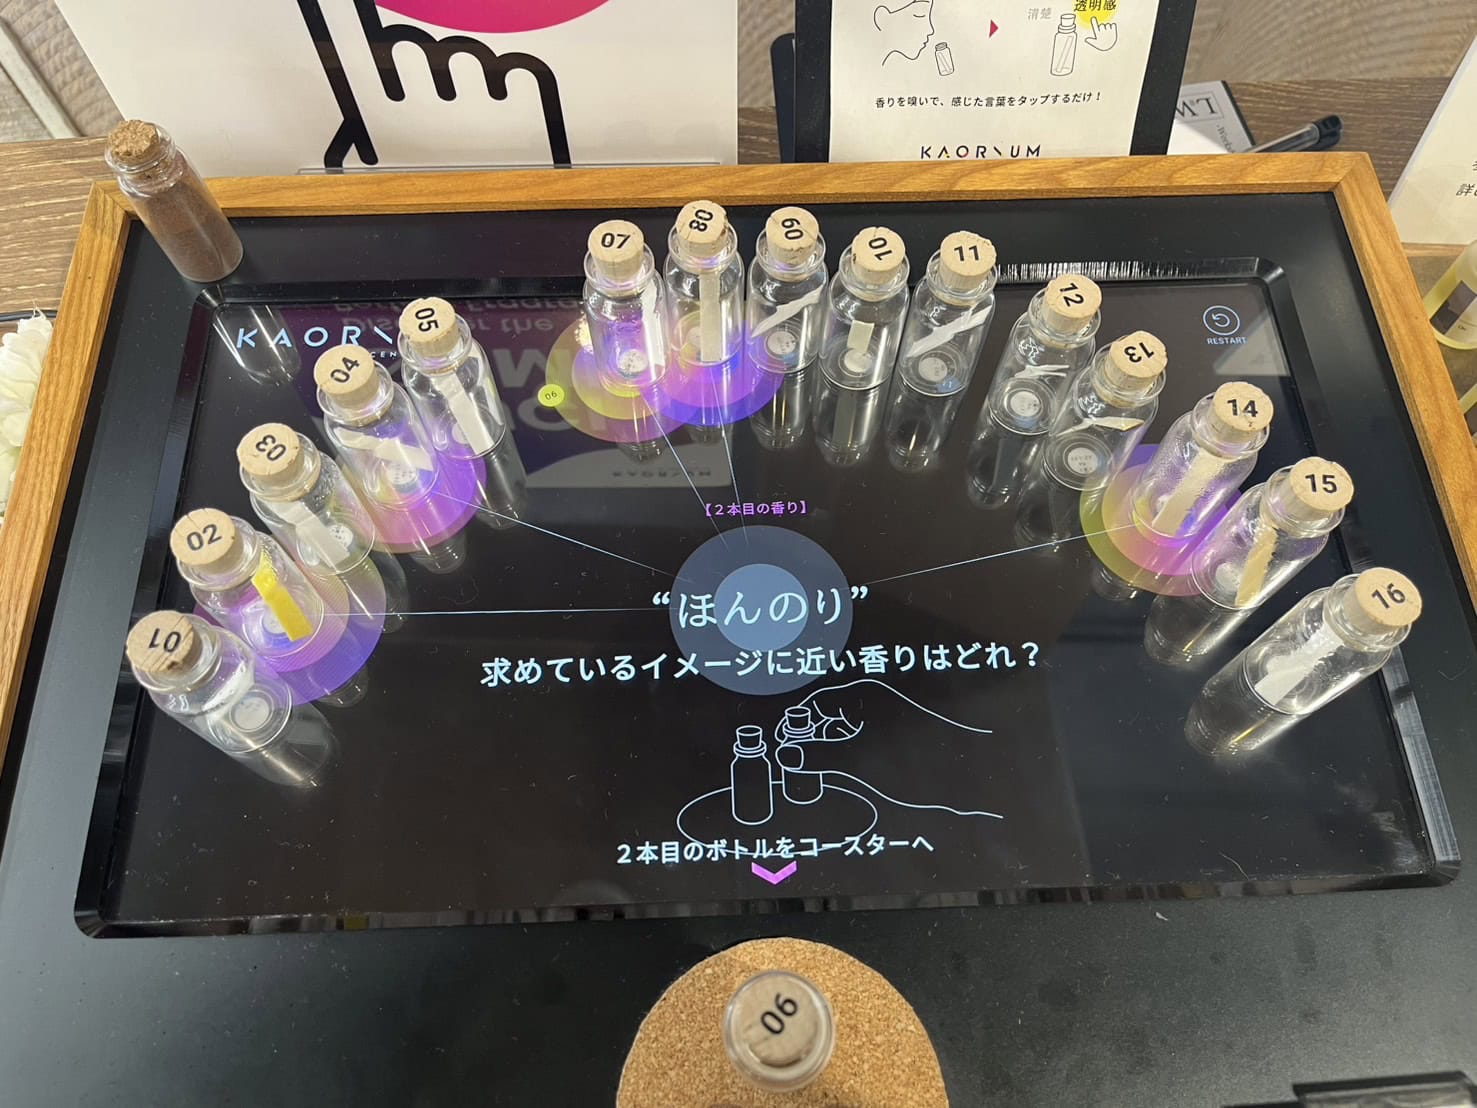 清楚
透明感
香りを嗅いで、感じた言葉をタップするだけ！
KAORIUM
KAORIUM
RESTART
01
02
03
04
05
06
07
08
09
10
11
12
13
14
15
16
【２本目の香り】
“ほんのり”
求めているイメージに近い香りはどれ？
２本目のボトルをコースターへ
06